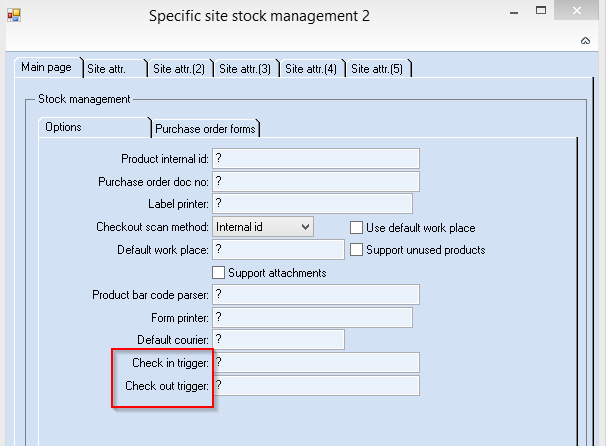 Specific site stock management 2
Main page Site attr. Site attr.(2) Site attr.(3) Site attr.(4) Site attr.(5)
Stock management
Options Purchase order forms
Product internal id: ?
Purchase order doc no: ?
Label printer: ?
Checkout scan method: Internal id Use default work place
Default work place: ? Support unused products
Support attachments
Product bar code parser: ?
Form printer: ?
Default courier: ?
Check in trigger: ?
Check out trigger: ?